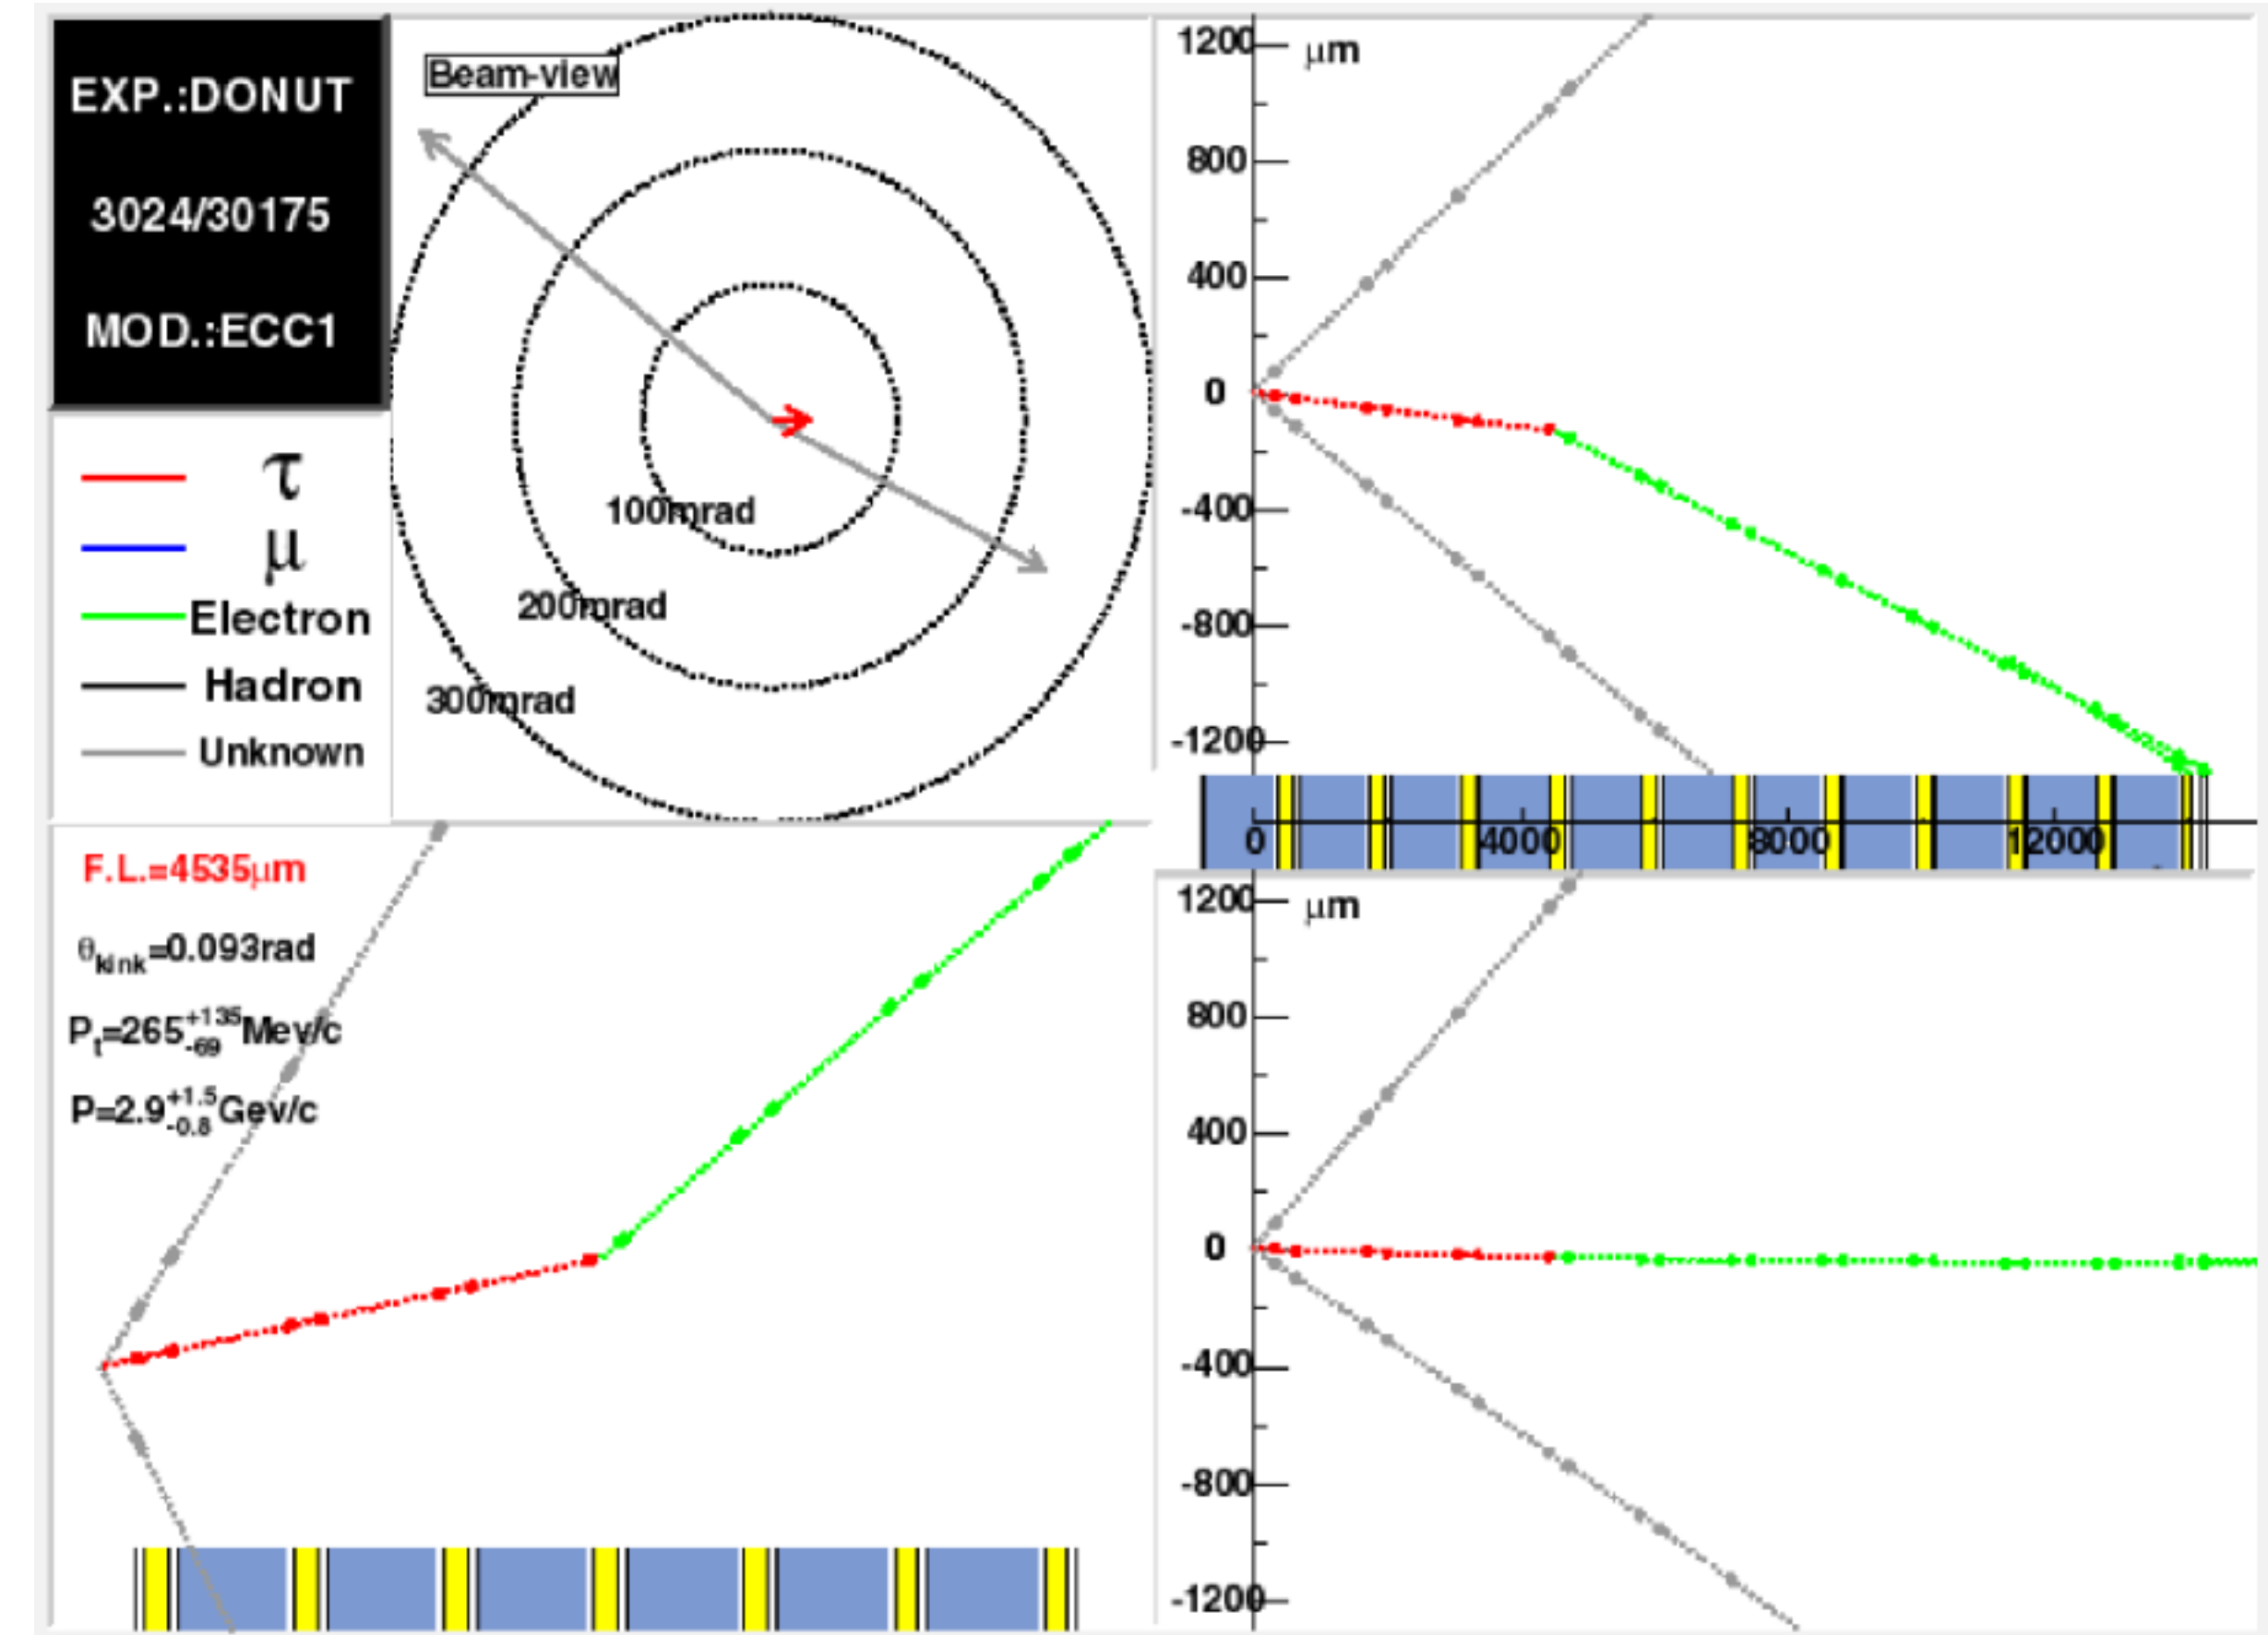 EXP.:DONUT
3024/30175
MOD.:ECC1
τ
μ
Electron
Hadron
Unknown
Beam-view
100mrad
200mrad
300mrad
1200 μm
800
400
0
-400
-800
-1200
0 4000 8000 12000
F.L.=4535μm
θkink=0.093rad
Pt=265+135-69Mev/c
P=2.9+1.5-0.8Gev/c
1200 μm
800
400
0
-400
-800
-1200